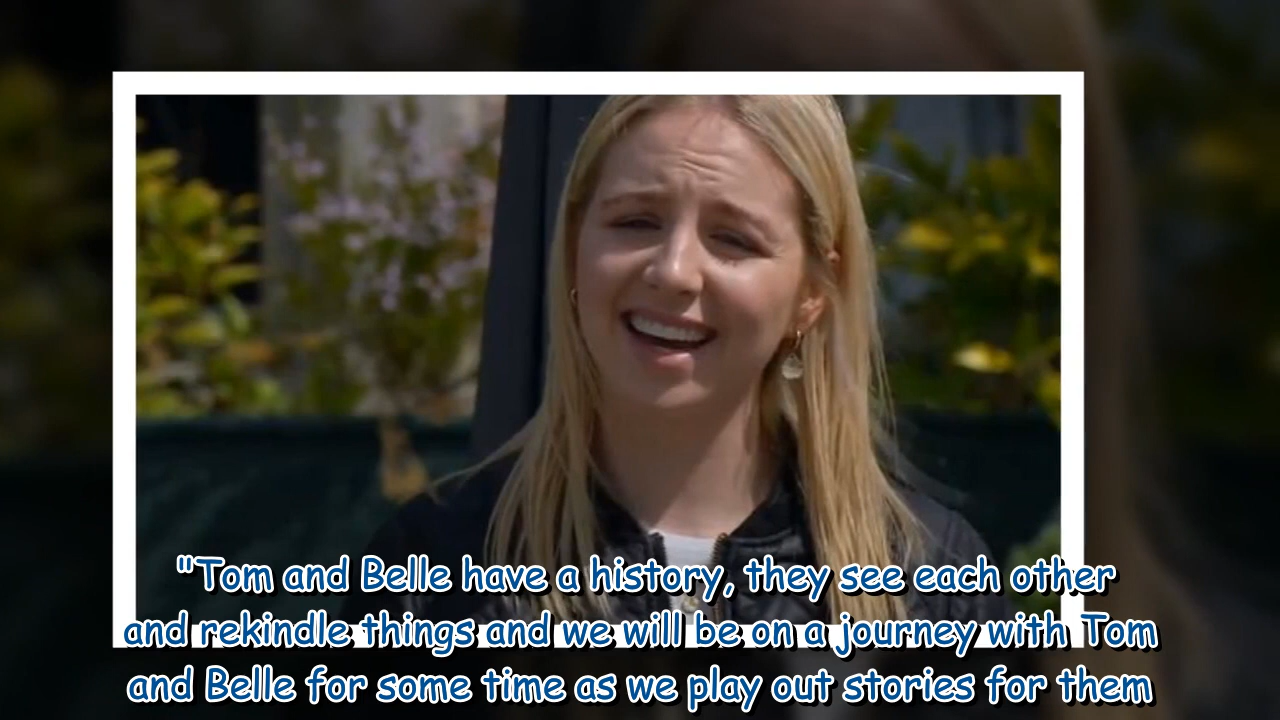 "Tom and Belle have a history, they see each other
and rekindle things and we will be on a journey with Tom
and Belle for some time as we play out stories for them